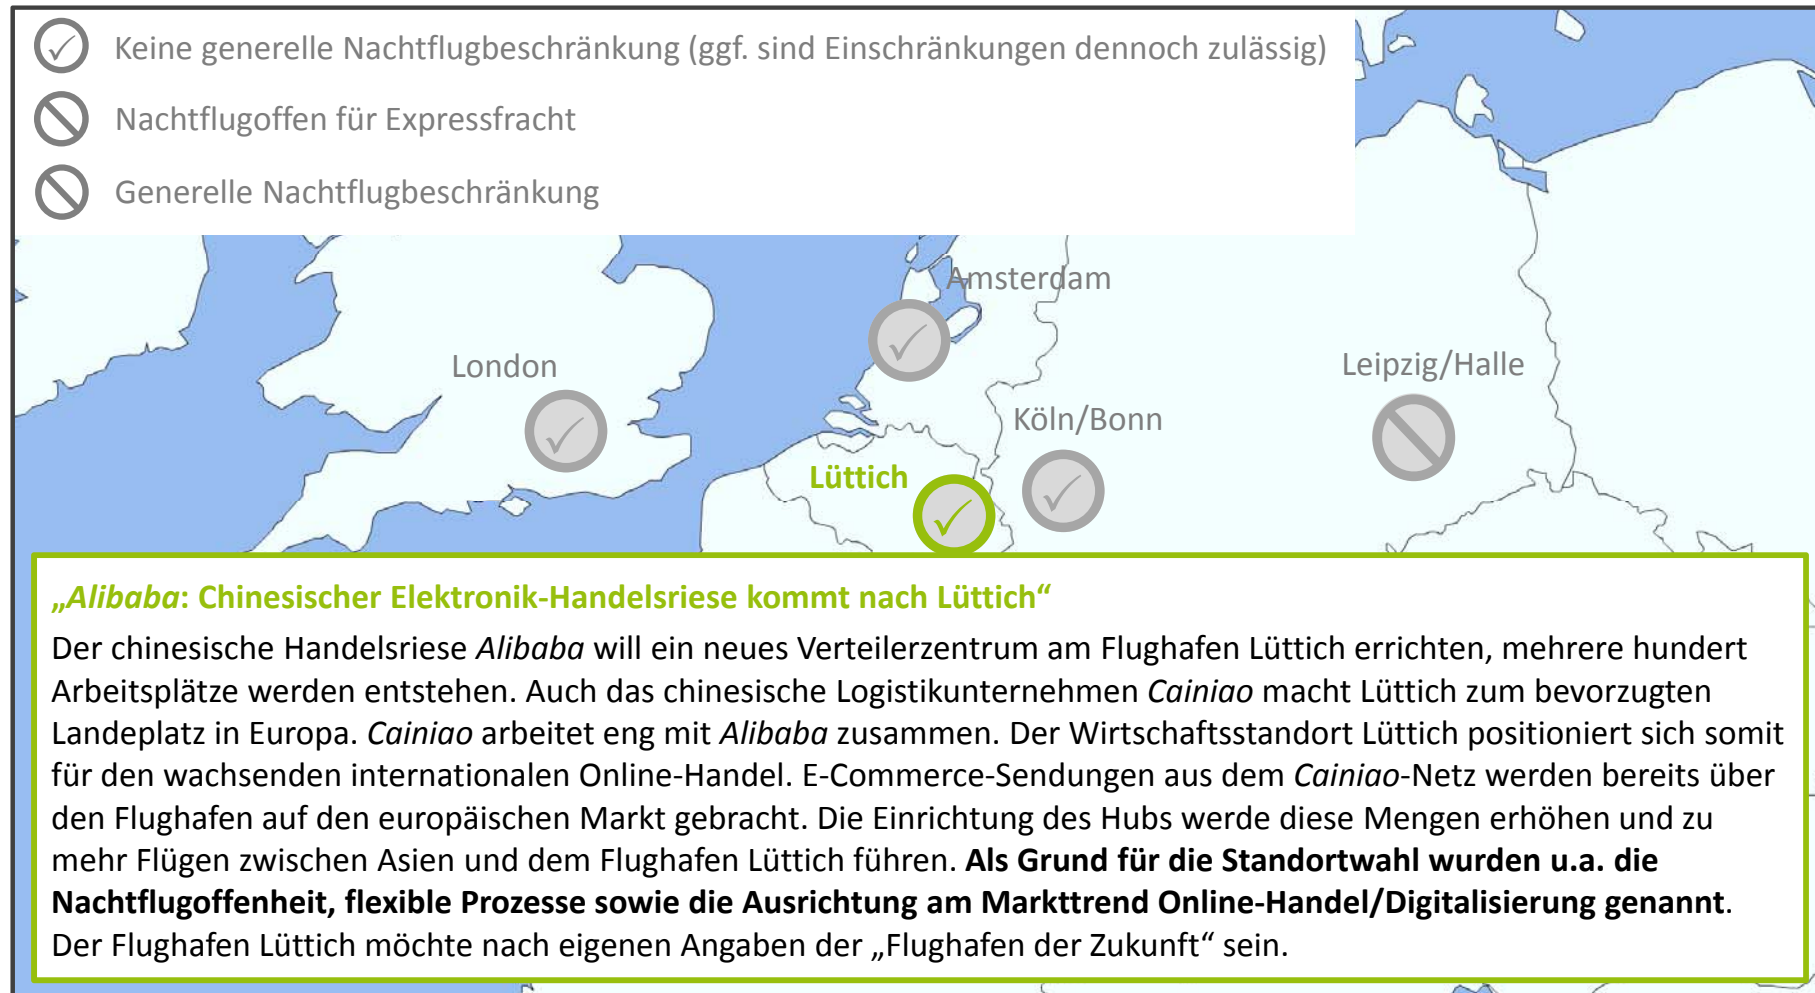 Keine generelle Nachtflugbeschränkung (ggf. sind Einschränkungen dennoch zulässig)
Nachtflugoffen für Expressfracht
Generelle Nachtflugbeschränkung
Amsterdam
London
Leipzig/Halle
Köln/Bonn
Lüttich
„Alibaba: Chinesischer Elektronik-Handelsriese kommt nach Lüttich“
Der chinesische Handelsriese Alibaba will ein neues Verteilerzentrum am Flughafen Lüttich errichten, mehrere hundert
Arbeitsplätze werden entstehen. Auch das chinesische Logistikunternehmen Cainiao macht Lüttich zum bevorzugten
Landeplatz in Europa. Cainiao arbeitet eng mit Alibaba zusammen. Der Wirtschaftsstandort Lüttich positioniert sich somit
für den wachsenden internationalen Online-Handel. E-Commerce-Sendungen aus dem Cainiao-Netz werden bereits über
den Flughafen auf den europäischen Markt gebracht. Die Einrichtung des Hubs werde diese Mengen erhöhen und zu
mehr Flügen zwischen Asien und dem Flughafen Lüttich führen. Als Grund für die Standortwahl wurden u.a. die
Nachtflugoffenheit, flexible Prozesse sowie die Ausrichtung am Markttrend Online-Handel/Digitalisierung genannt.
Der Flughafen Lüttich möchte nach eigenen Angaben der „Flughafen der Zukunft“ sein.